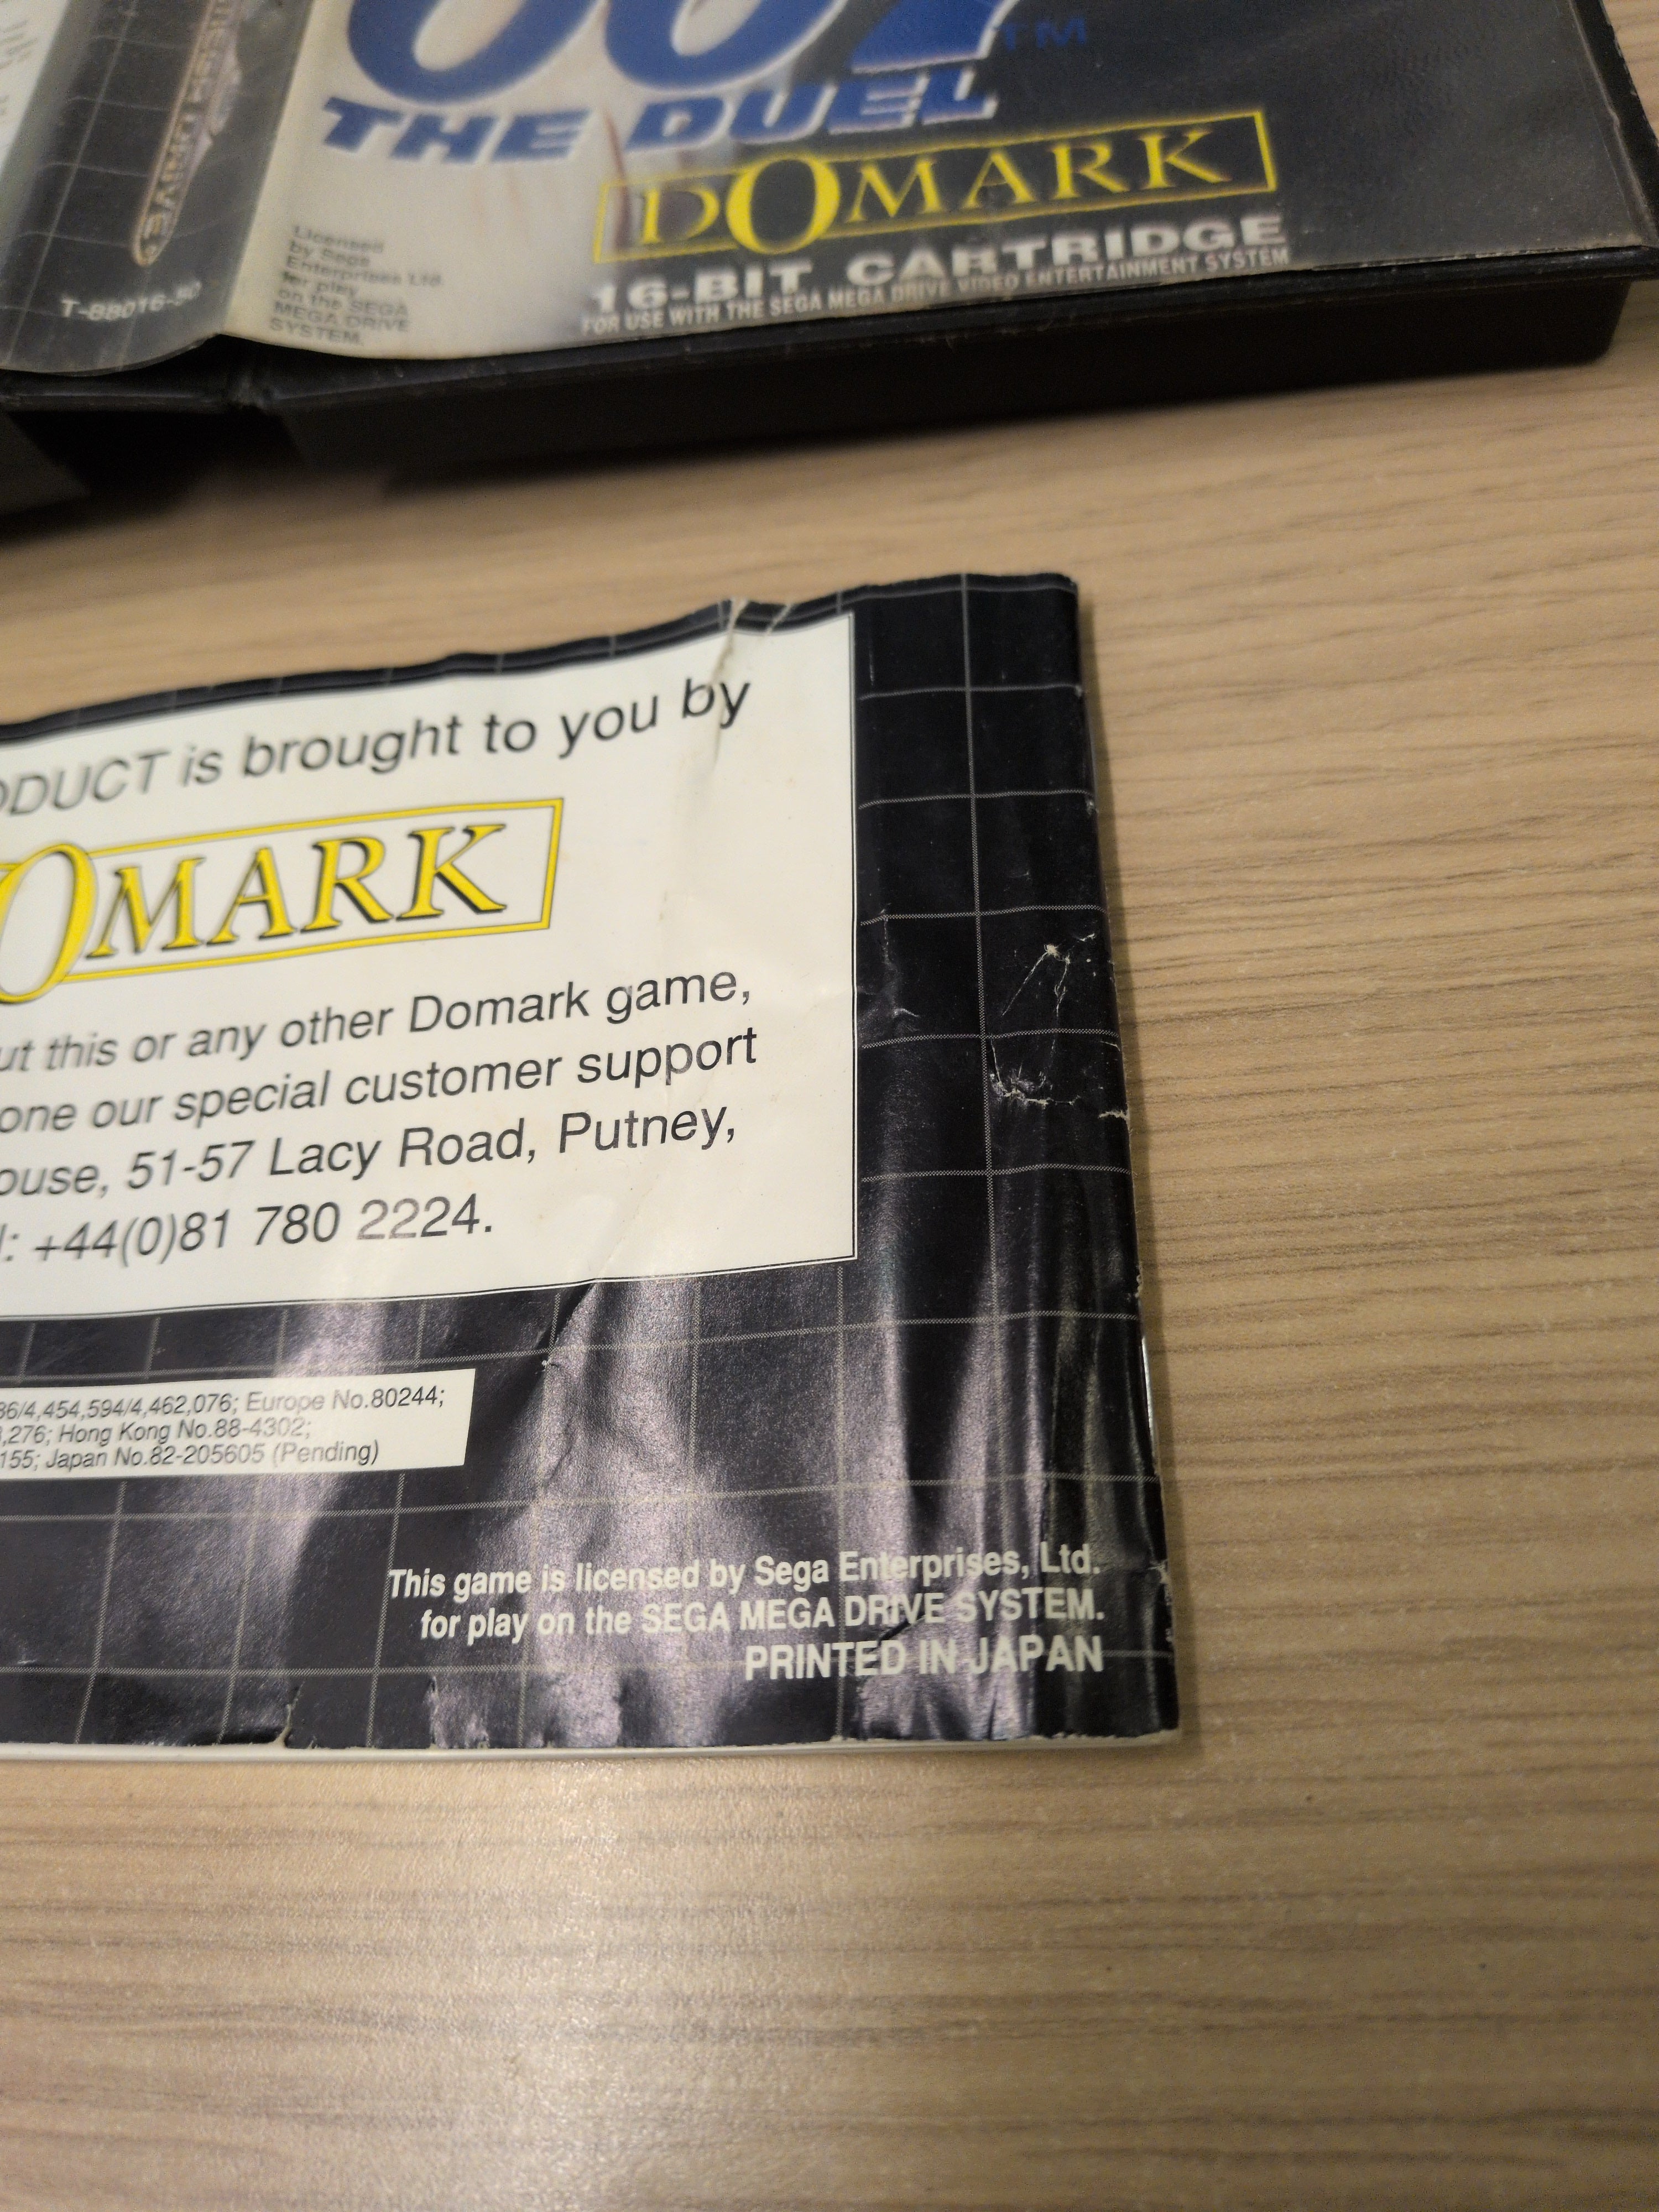 007 TM
THE DUEL
DOMARK
16-BIT CARTRIDGE
FOR USE WITH THE SEGA MEGA DRIVE VIDEO ENTERTAINMENT SYSTEM
Licensed
by Sega
Enterprises Ltd.
for play
on the SEGA
MEGA DRIVE
SYSTEM.
ODUCT is brought to you by
OMARK
ut this or any other Domark game,
one our special customer support
ouse, 51-57 Lacy Road, Putney,
l: +44(0)81 780 2224.
36/4,454,594/4,462,076; Europe No.80244;
,276; Hong Kong No.88-4302;
155; Japan No.82-205605 (Pending)
This game is licensed by Sega Enterprises, Ltd.
for play on the SEGA MEGA DRIVE SYSTEM.
PRINTED IN JAPAN